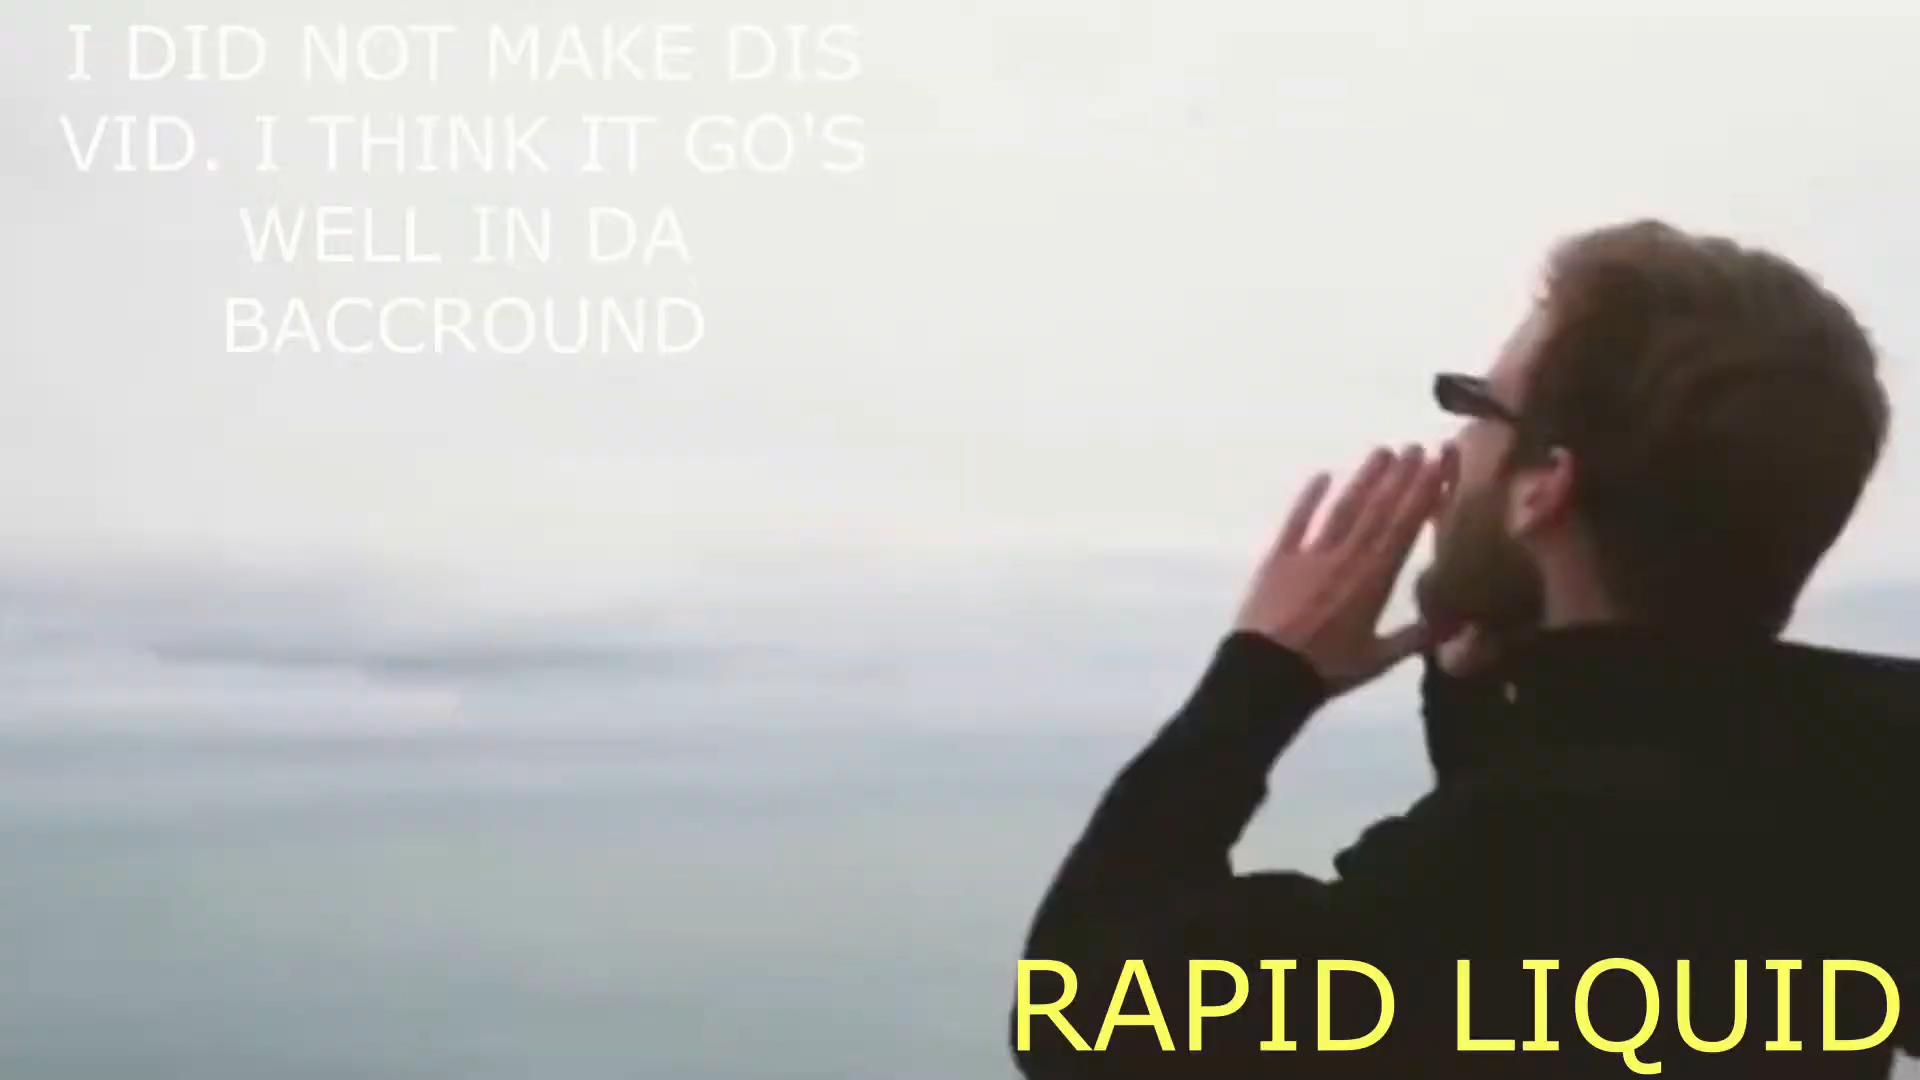 I DID NOT MAKE DIS
VID. I THINK IT GO'S
WELL IN DA
BACCROUND
RAPID LIQUID